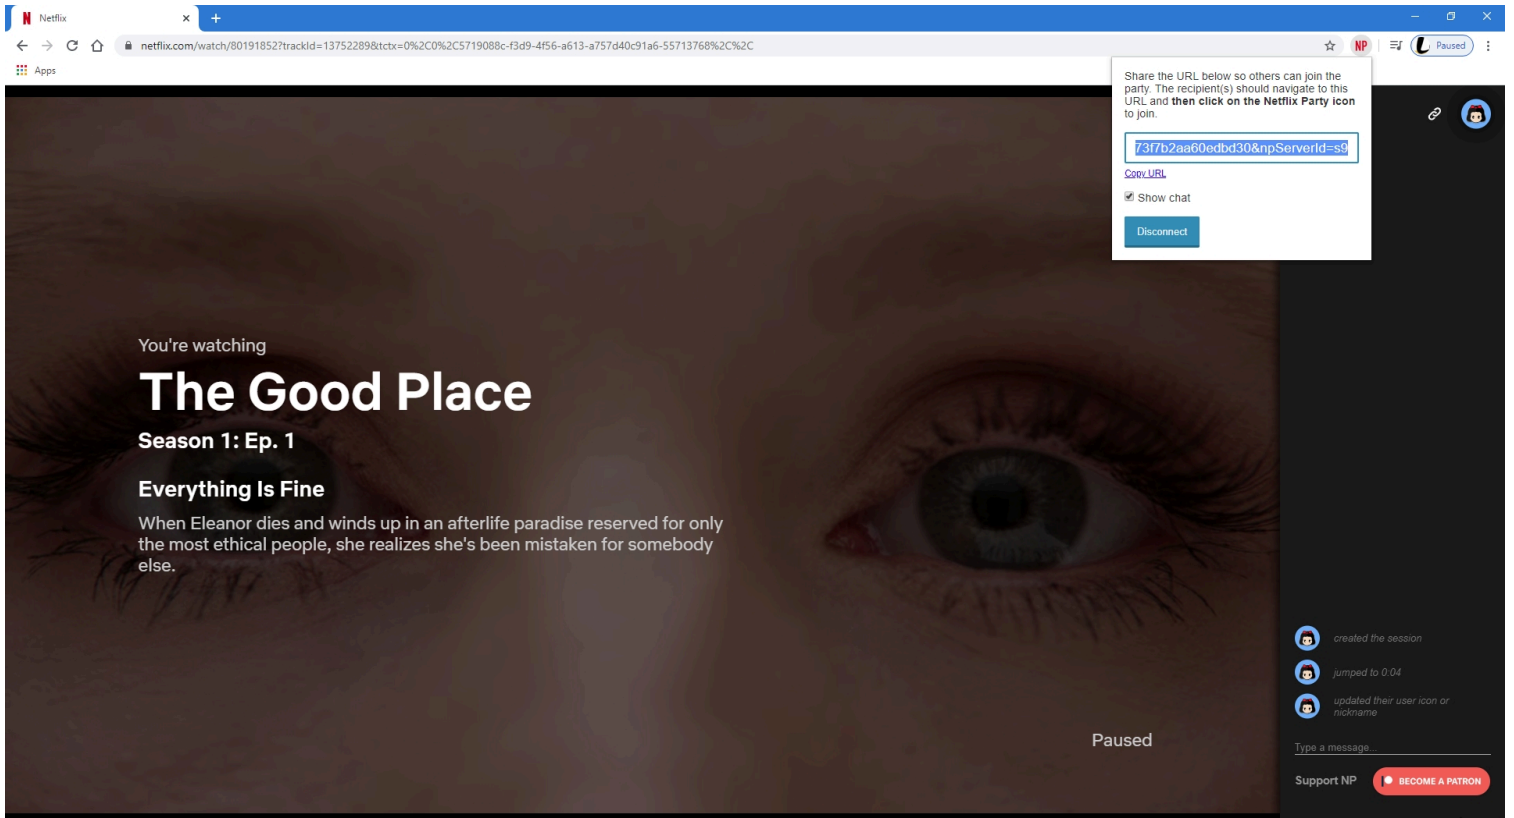 N Netflix
netflix.com/watch/80191852?trackId=13752289&tctx=0%2C0%2C5719088c-f3d9-4f56-a613-a757d40c91a6-55713768%2C%2C
NP
Paused
Apps
Share the URL below so others can join the
party. The recipient(s) should navigate to this
URL and then click on the Netflix Party icon
to join.
73f7b2aa60edbd30&npServerId=s9
Copy URL
Show chat
Disconnect
You're watching
The Good Place
Season 1: Ep. 1
Everything Is Fine
When Eleanor dies and winds up in an afterlife paradise reserved for only
the most ethical people, she realizes she's been mistaken for somebody
else.
Paused
created the session
jumped to 0:04
updated their user icon or
nickname
Type a message...
Support NP
BECOME A PATRON